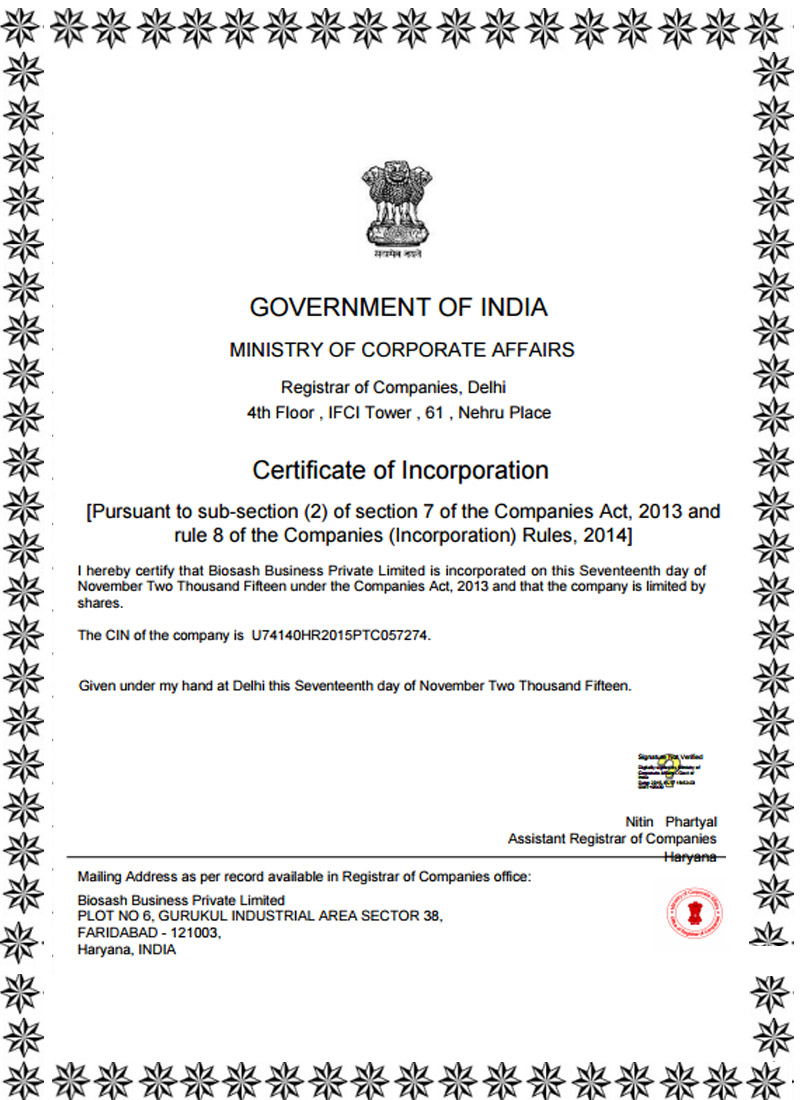 सत्यमेव जयते
GOVERNMENT OF INDIA
MINISTRY OF CORPORATE AFFAIRS
Registrar of Companies, Delhi
4th Floor , IFCI Tower , 61 , Nehru Place
Certificate of Incorporation
[Pursuant to sub-section (2) of section 7 of the Companies Act, 2013 and
rule 8 of the Companies (Incorporation) Rules, 2014]
I hereby certify that Biosash Business Private Limited is incorporated on this Seventeenth day of
November Two Thousand Fifteen under the Companies Act, 2013 and that the company is limited by
shares.
The CIN of the company is U74140HR2015PTC057274.
Given under my hand at Delhi this Seventeenth day of November Two Thousand Fifteen.
Signature Not Verified
Nitin Phartyal
Assistant Registrar of Companies
Haryana
Mailing Address as per record available in Registrar of Companies office:
Biosash Business Private Limited
PLOT NO 6, GURUKUL INDUSTRIAL AREA SECTOR 38,
FARIDABAD - 121003,
Haryana, INDIA